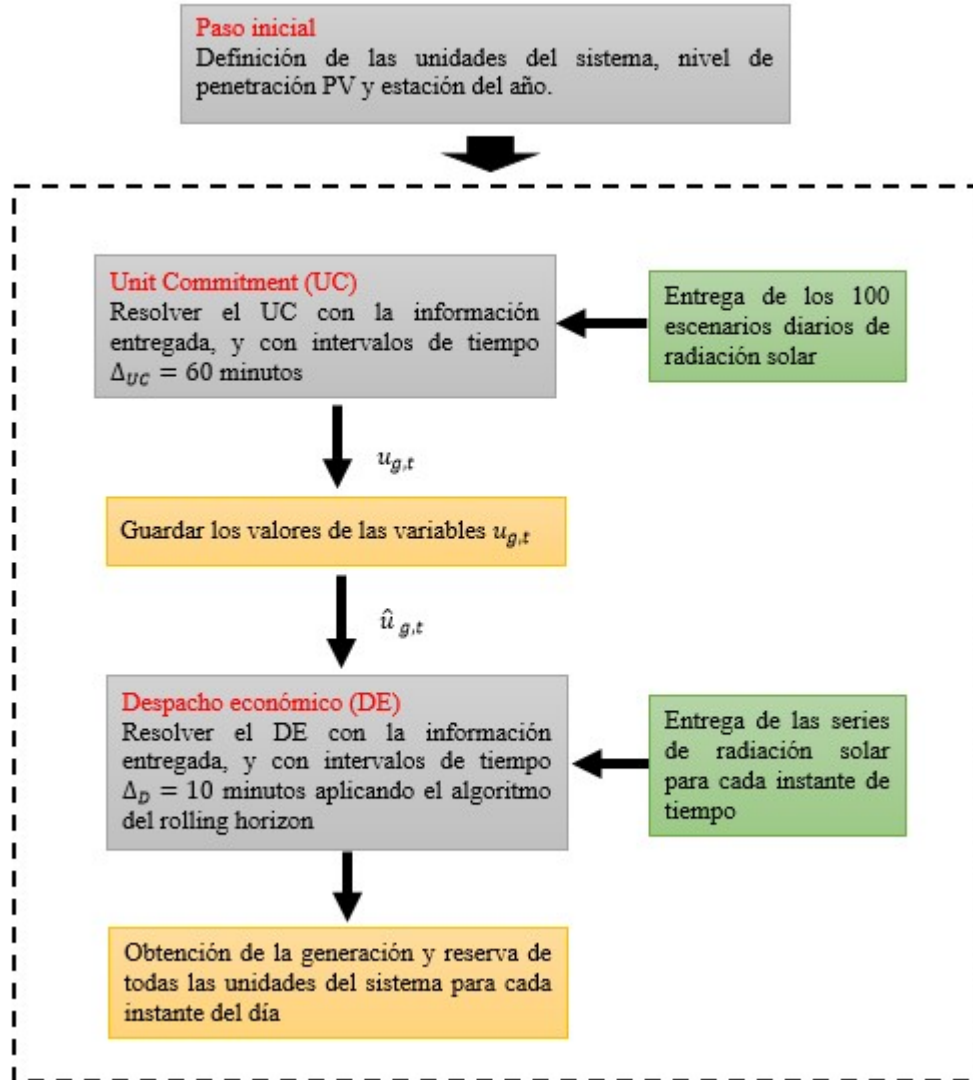 Paso inicial
Definición de las unidades del sistema, nivel de
penetración PV y estación del año.
Unit Commitment (UC)
Resolver el UC con la información
entregada, y con intervalos de tiempo
Δ_UC = 60 minutos
Entrega de los 100
escenarios diarios de
radiación solar
u_g,t
Guardar los valores de las variables u_g,t
û_g,t
Despacho económico (DE)
Resolver el DE con la información
entregada, y con intervalos de tiempo
Δ_D = 10 minutos aplicando el algoritmo
del rolling horizon
Entrega de las series
de radiación solar
para cada instante de
tiempo
Obtención de la generación y reserva de
todas las unidades del sistema para cada
instante del día